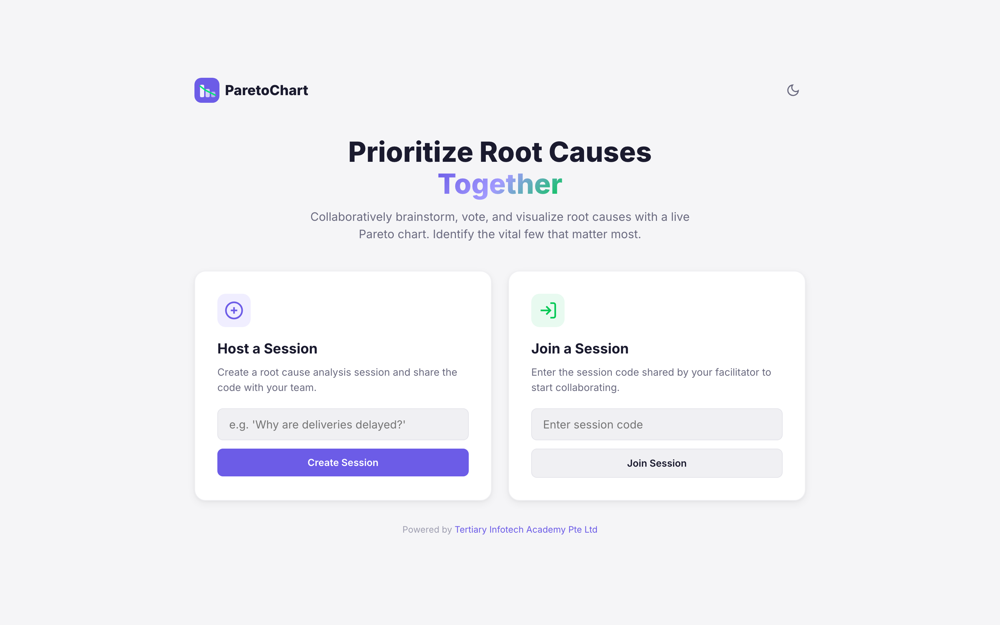 ParetoChart
Prioritize Root Causes
Together
Collaboratively brainstorm, vote, and visualize root causes with a live
Pareto chart. Identify the vital few that matter most.
Host a Session
Create a root cause analysis session and share the
code with your team.
e.g. 'Why are deliveries delayed?'
Create Session
Join a Session
Enter the session code shared by your facilitator to
start collaborating.
Enter session code
Join Session
Powered by Tertiary Infotech Academy Pte Ltd